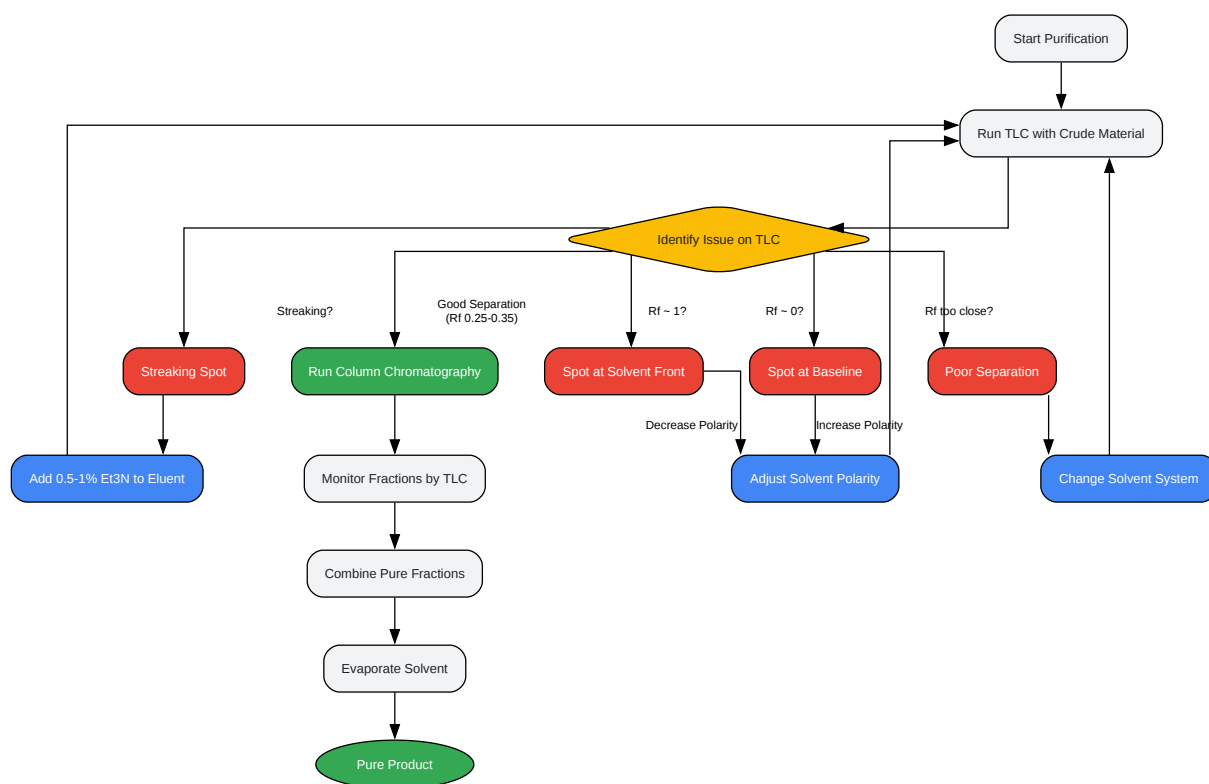 Start Purification
Run TLC with Crude Material
Identify Issue on TLC
Streaking?
Good Separation
(Rf 0.25-0.35)
Rf ~ 1?
Rf ~ 0?
Rf too close?
Streaking Spot
Run Column Chromatography
Spot at Solvent Front
Spot at Baseline
Poor Separation
Decrease Polarity
Increase Polarity
Add 0.5-1% Et3N to Eluent
Monitor Fractions by TLC
Adjust Solvent Polarity
Change Solvent System
Combine Pure Fractions
Evaporate Solvent
Pure Product